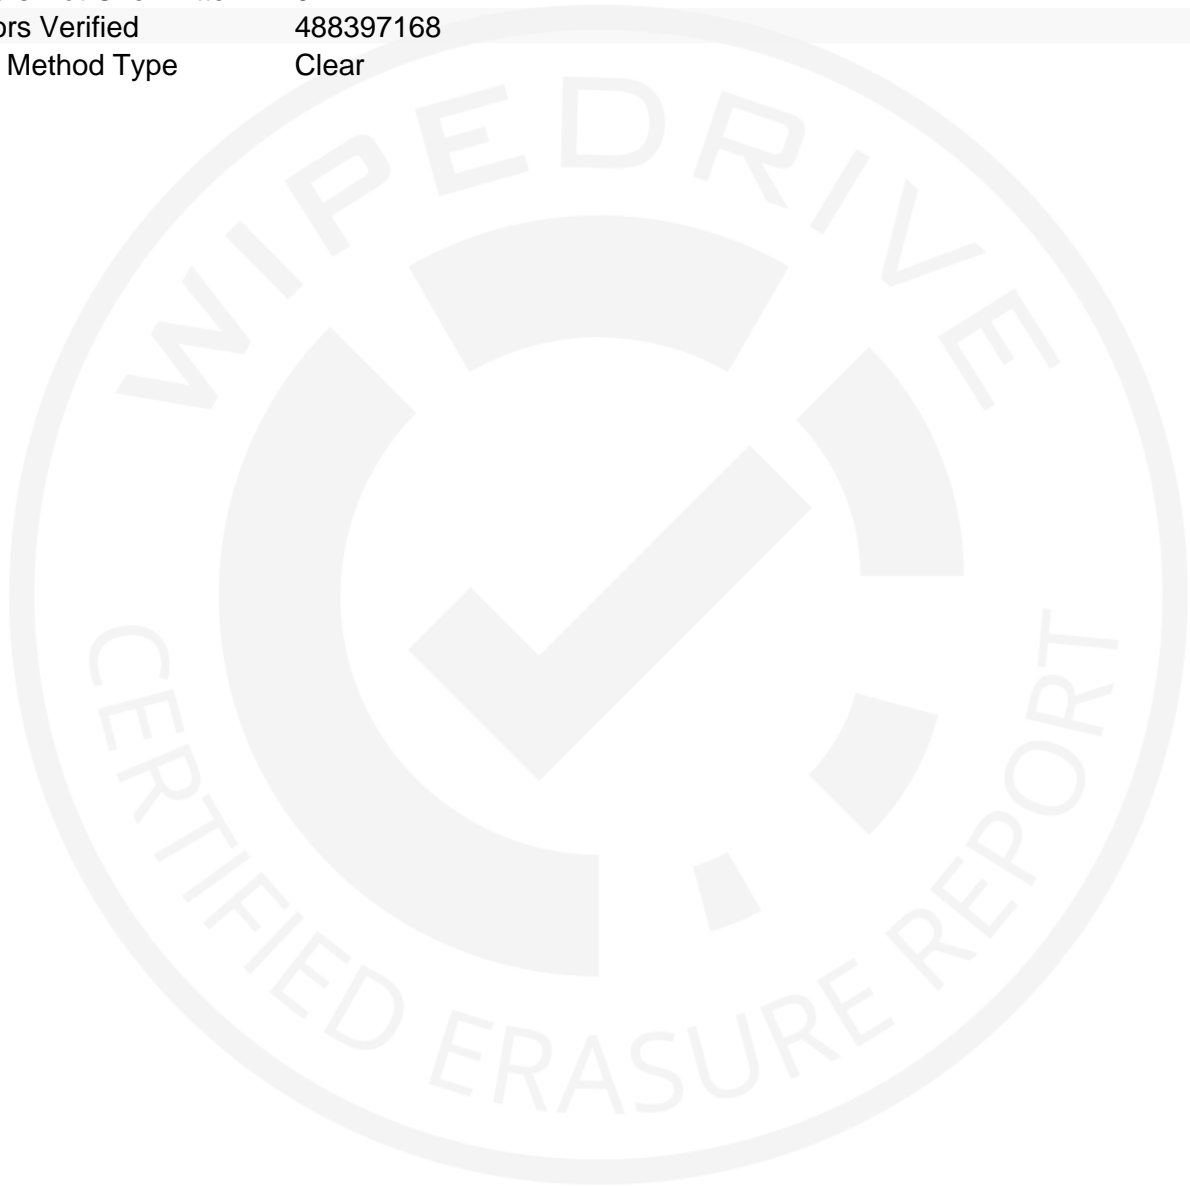 ors Verified 488397168
Method Type Clear
WIPEDRIVE
CERTIFIED ERASURE REPORT